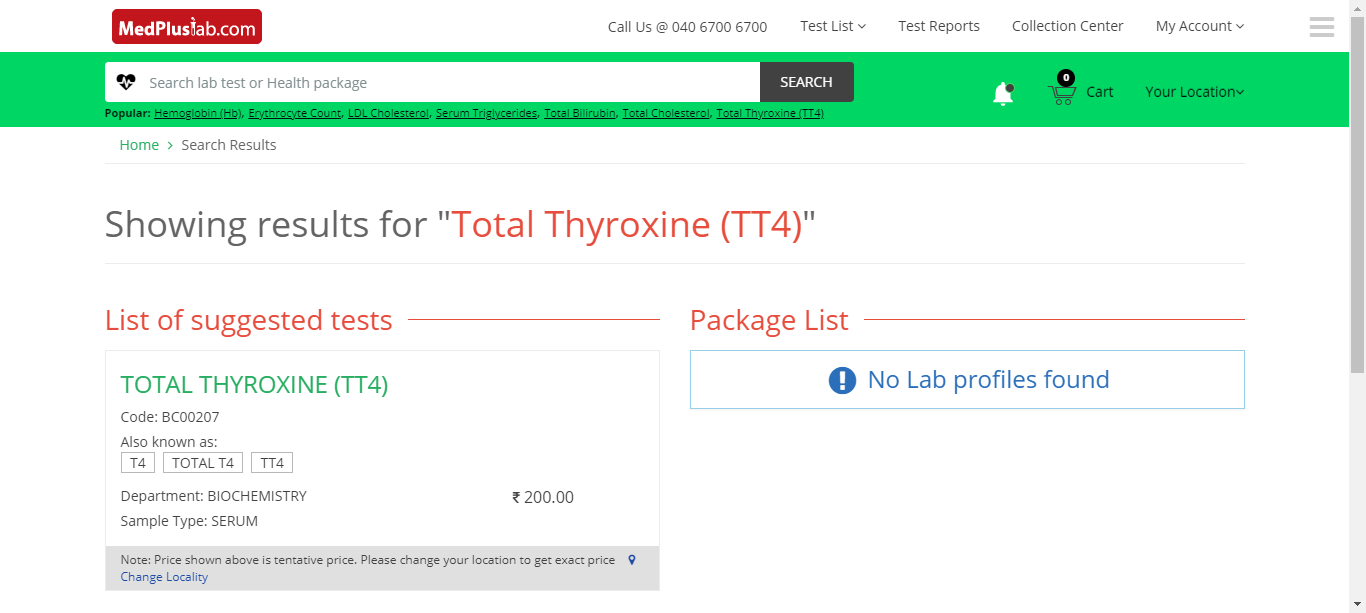 MedPluslab.com
Call Us @ 040 6700 6700 Test List Test Reports Collection Center My Account
Search lab test or Health package SEARCH
0
Cart Your Location
Popular: Hemoglobin (Hb), Erythrocyte Count, LDL Cholesterol, Serum Triglycerides, Total Bilirubin, Total Cholesterol, Total Thyroxine (TT4)
Home > Search Results
Showing results for "Total Thyroxine (TT4)"
List of suggested tests
TOTAL THYROXINE (TT4)
Code: BC00207
Also known as:
T4 TOTAL T4 TT4
Department: BIOCHEMISTRY ₹ 200.00
Sample Type: SERUM
Note: Price shown above is tentative price. Please change your location to get exact price
Change Locality
Package List
No Lab profiles found